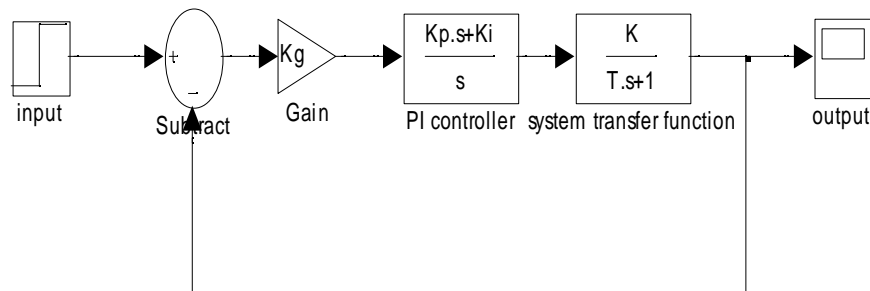 +
Kg
Kp.s+Ki
s
K
T.s+1
input
Subtract
Gain
PI controller
system transfer function
output